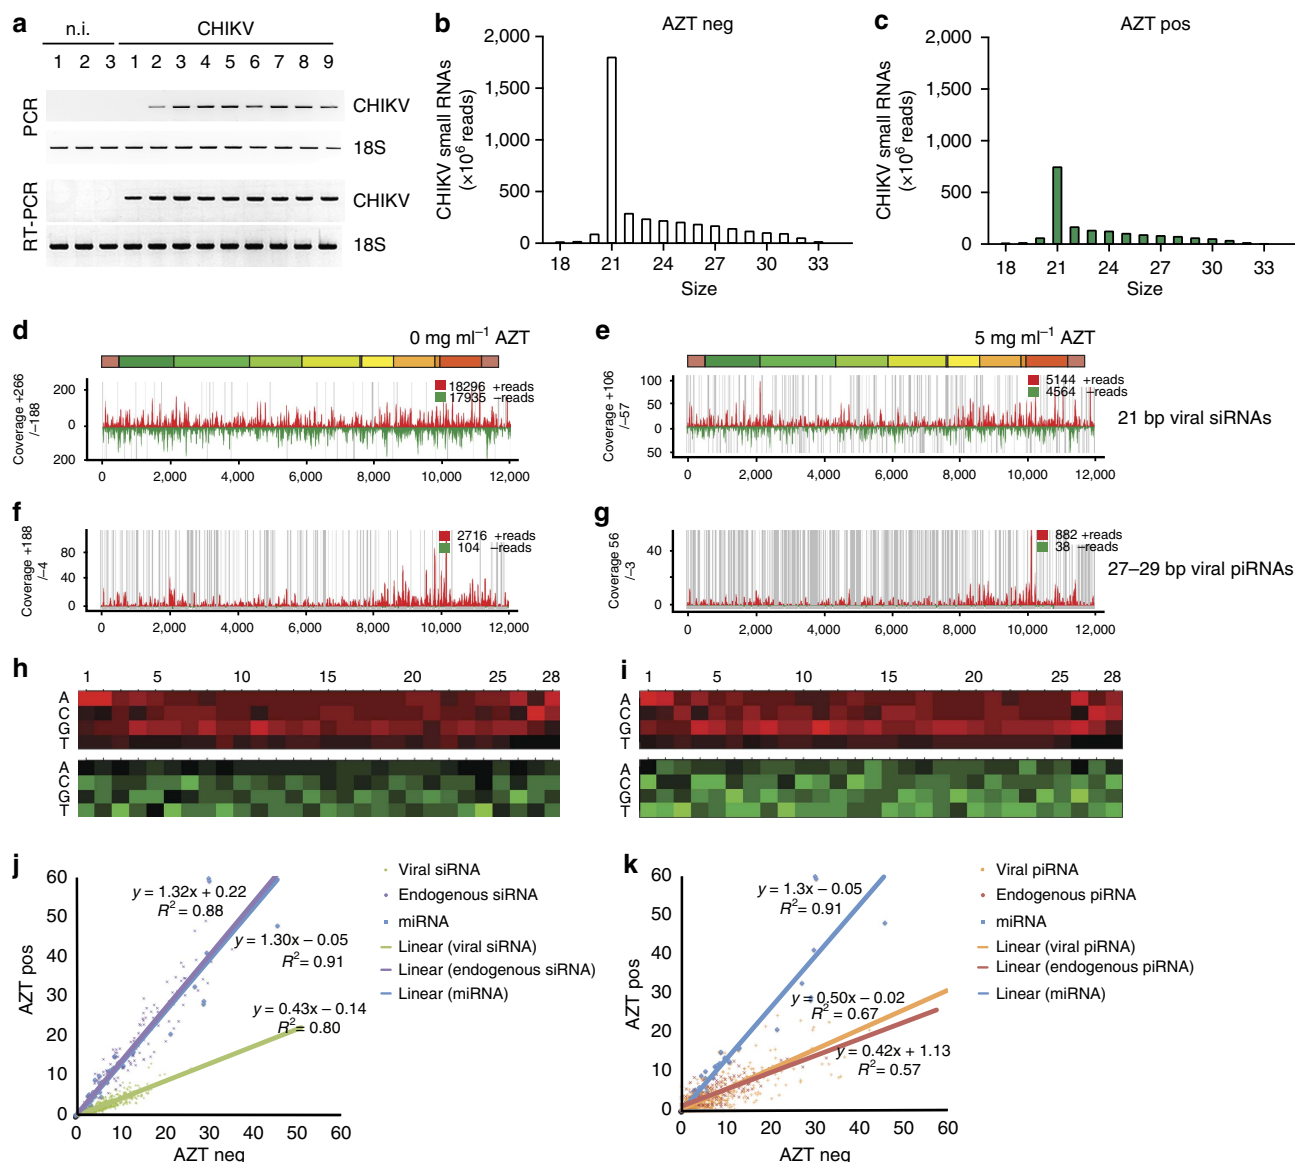 a
n.i. CHIKV
1 2 3 1 2 3 4 5 6 7 8 9
PCR
CHIKV
18S
RT-PCR
CHIKV
18S
b
AZT neg
CHIKV small RNAs
(×10⁶ reads)
2,000
1,500
1,000
500
0
18 21 24 27 30 33
Size
c
AZT pos
CHIKV small RNAs
(×10⁶ reads)
2,000
1,500
1,000
500
0
18 21 24 27 30 33
Size
d
0 mg ml⁻¹ AZT
Coverage +266
/–188
200
0
200
18296 +reads
17935 –reads
0 2,000 4,000 6,000 8,000 10,000 12,000
e
5 mg ml⁻¹ AZT
Coverage +106
/–57
100
50
0
50
5144 +reads
4564 –reads
0 2,000 4,000 6,000 8,000 10,000 12,000
21 bp viral siRNAs
f
Coverage +188
/–4
80
40
0
2716 +reads
104 –reads
0 2,000 4,000 6,000 8,000 10,000 12,000
g
Coverage 56
/–3
40
0
882 +reads
38 –reads
0 2,000 4,000 6,000 8,000 10,000 12,000
27–29 bp viral piRNAs
h
1 5 10 15 20 25 28
A
C
G
T
A
C
G
T
i
1 5 10 15 20 25 28
A
C
G
T
A
C
G
T
j
AZT pos
60
50
40
30
20
10
0
y = 1.32x + 0.22
R² = 0.88
y = 1.30x – 0.05
R² = 0.91
y = 0.43x – 0.14
R² = 0.80
0 10 20 30 40 50 60
AZT neg
Viral siRNA
Endogenous siRNA
miRNA
Linear (viral siRNA)
Linear (endogenous siRNA)
Linear (miRNA)
k
AZT pos
60
50
40
30
20
10
0
y = 1.3x – 0.05
R² = 0.91
y = 0.50x – 0.02
R² = 0.67
y = 0.42x + 1.13
R² = 0.57
0 10 20 30 40 50 60
AZT neg
Viral piRNA
Endogenous piRNA
miRNA
Linear (viral piRNA)
Linear (endogenous piRNA)
Linear (miRNA)